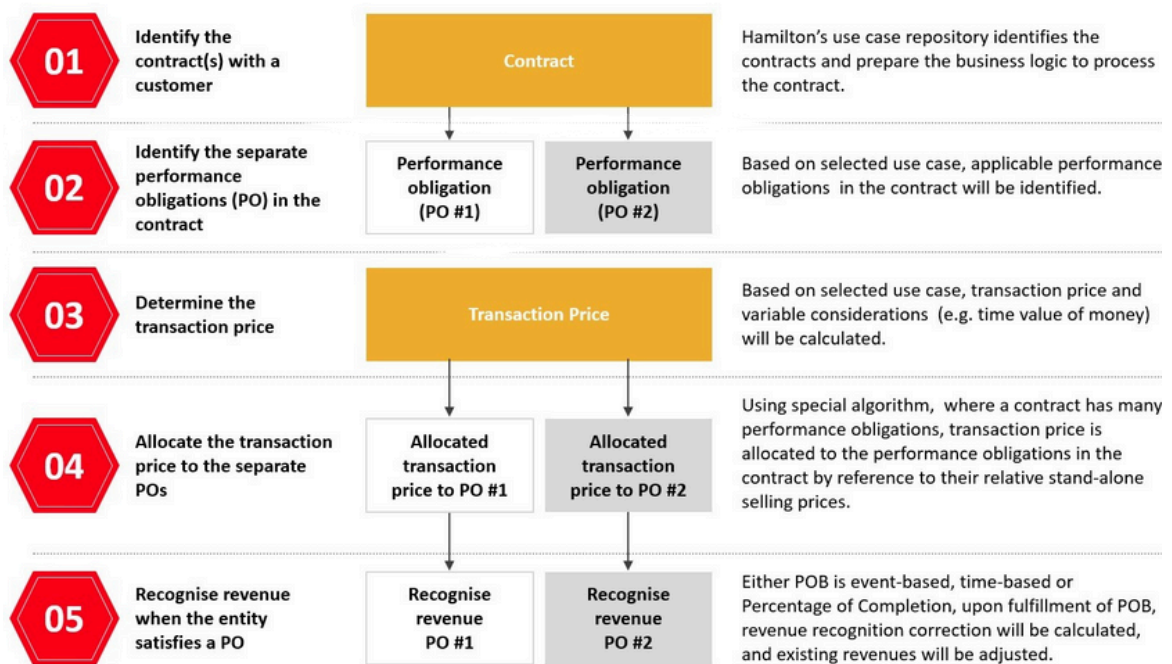 01
Identify the
contract(s) with a
customer
Contract
Hamilton's use case repository identifies the
contracts and prepare the business logic to process
the contract.
02
Identify the separate
performance
obligations (PO) in the
contract
Performance
obligation
(PO #1)
Performance
obligation
(PO #2)
Based on selected use case, applicable performance
obligations in the contract will be identified.
03
Determine the
transaction price
Transaction Price
Based on selected use case, transaction price and
variable considerations (e.g. time value of money)
will be calculated.
04
Allocate the transaction
price to the separate
POs
Allocated
transaction
price to PO #1
Allocated
transaction
price to PO #2
Using special algorithm, where a contract has many
performance obligations, transaction price is
allocated to the performance obligations in the
contract by reference to their relative stand-alone
selling prices.
05
Recognise revenue
when the entity
satisfies a PO
Recognise
revenue
PO #1
Recognise
revenue
PO #2
Either POB is event-based, time-based or
Percentage of Completion, upon fulfillment of POB,
revenue recognition correction will be calculated,
and existing revenues will be adjusted.